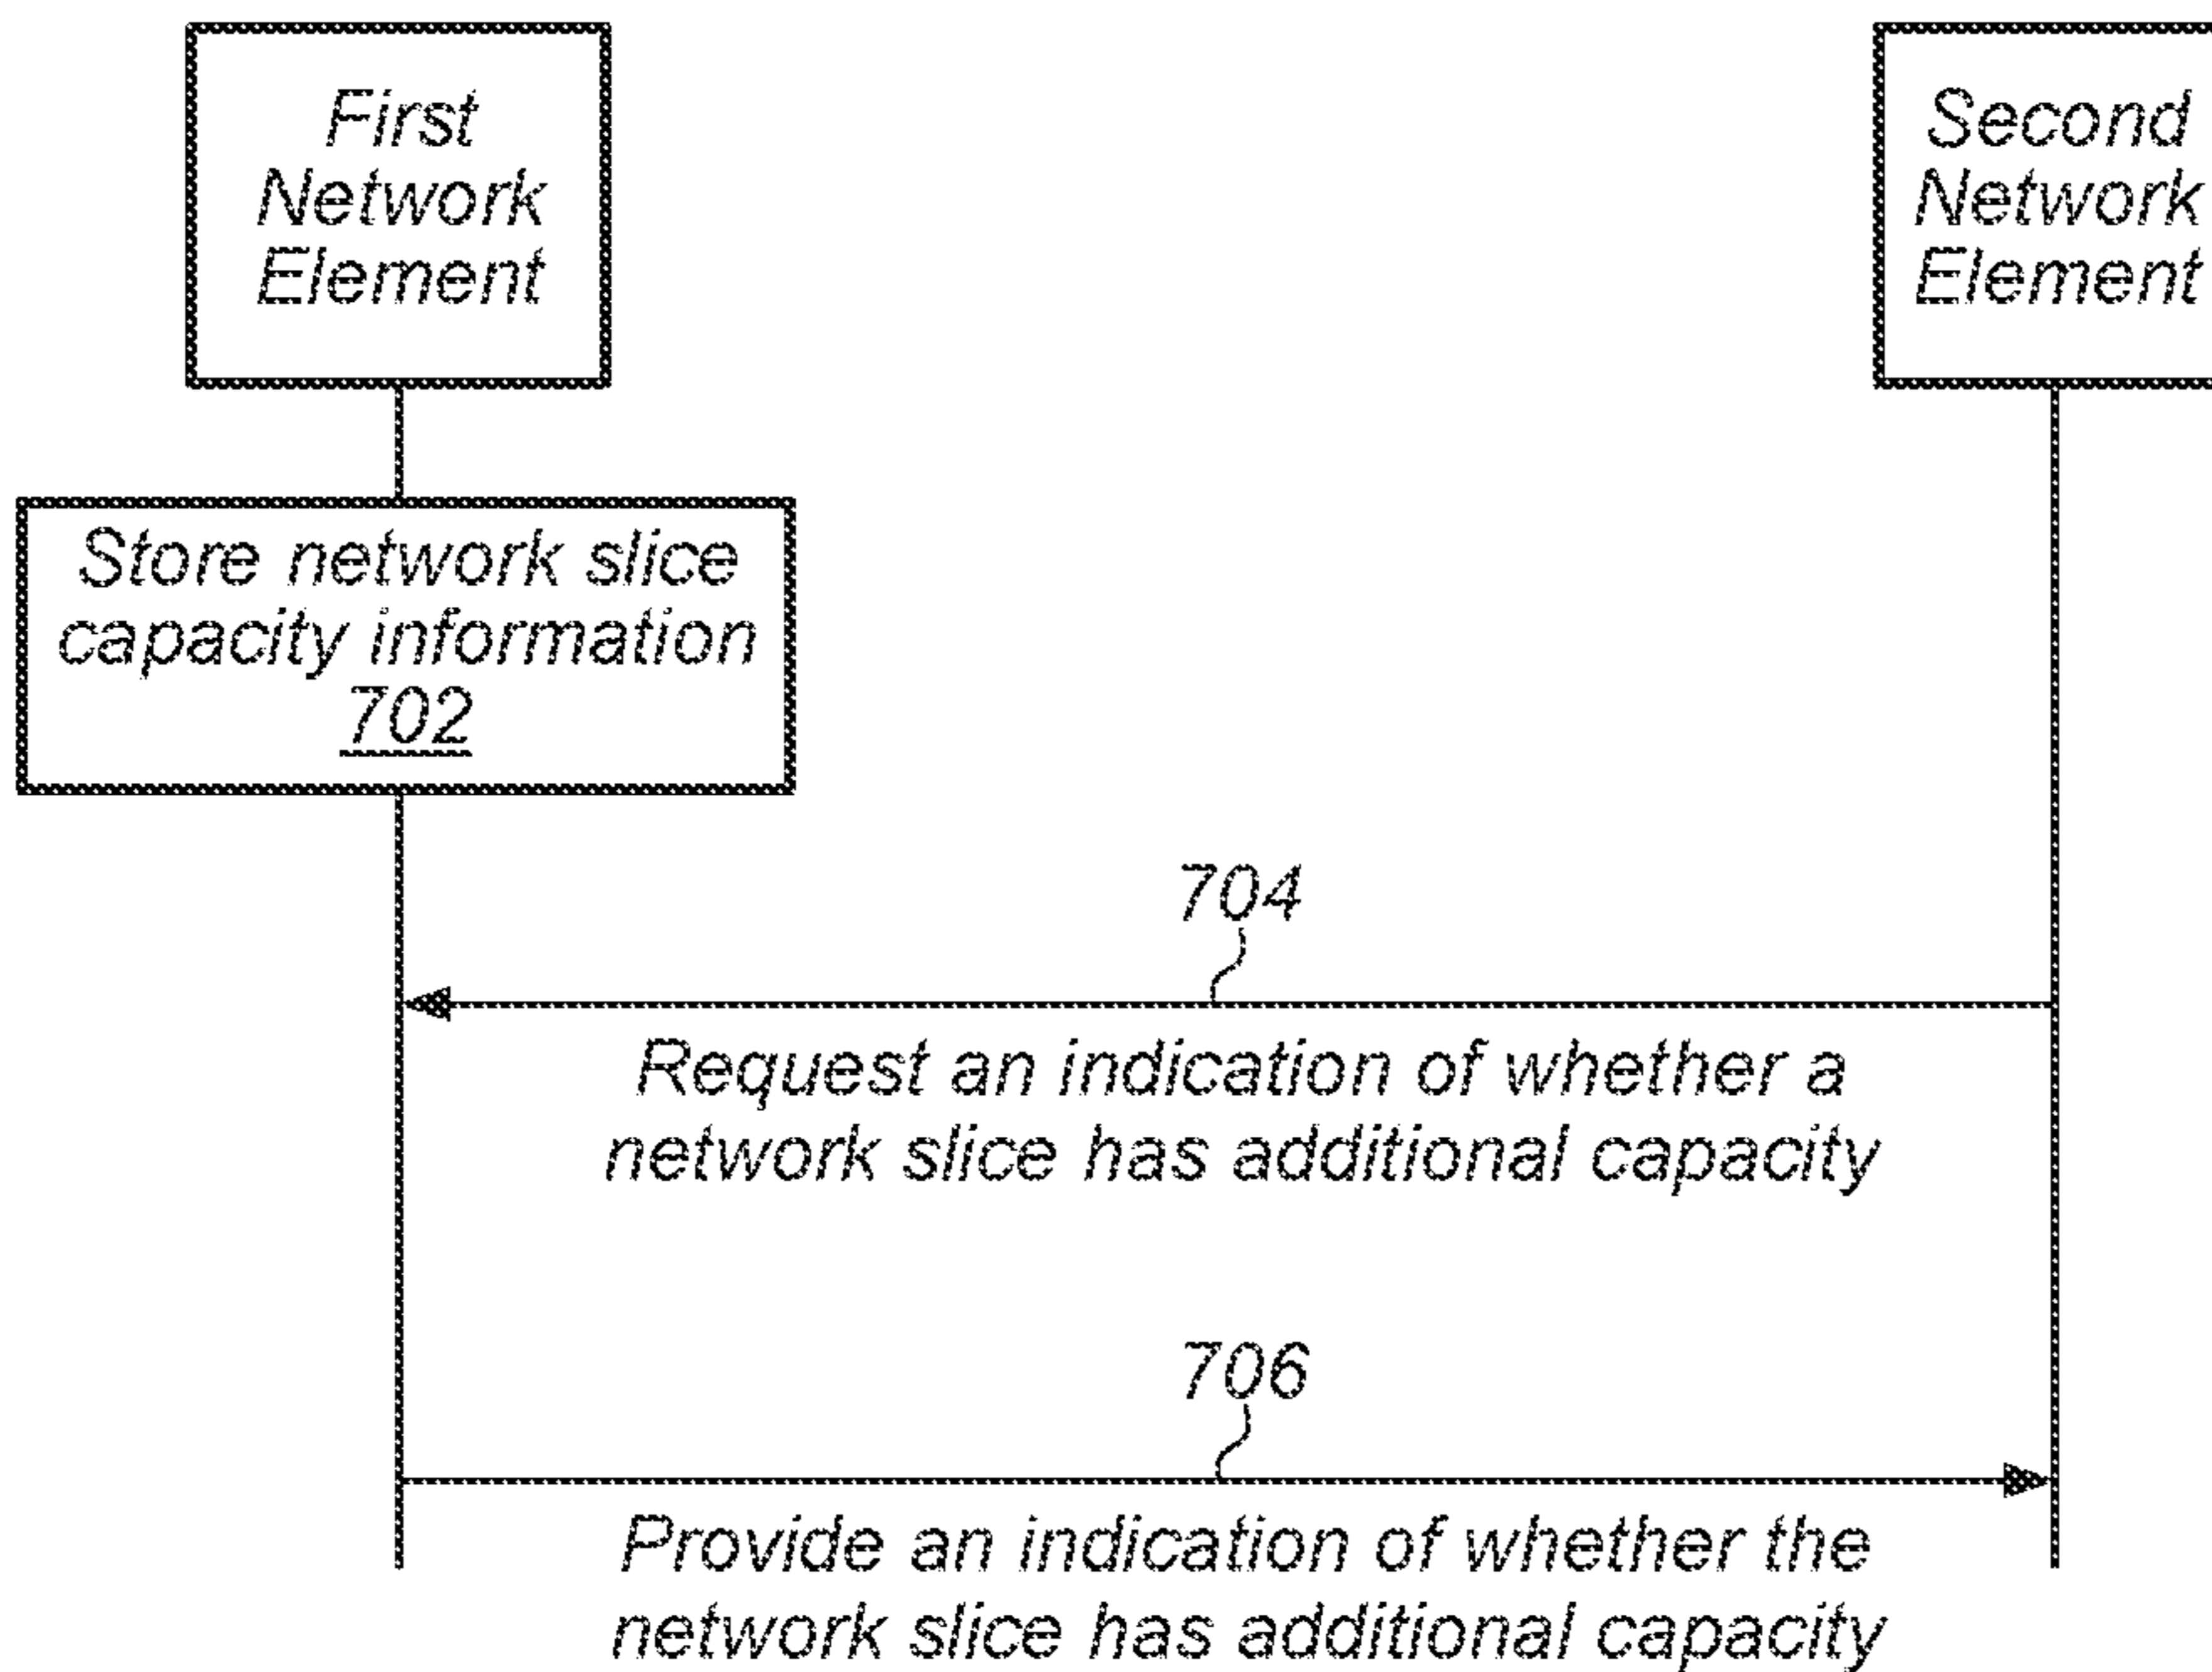 First
Network
Element
Second
Network
Element
Store network slice
capacity information
702
704
Request an indication of whether a
network slice has additional capacity
706
Provide an indication of whether the
network slice has additional capacity